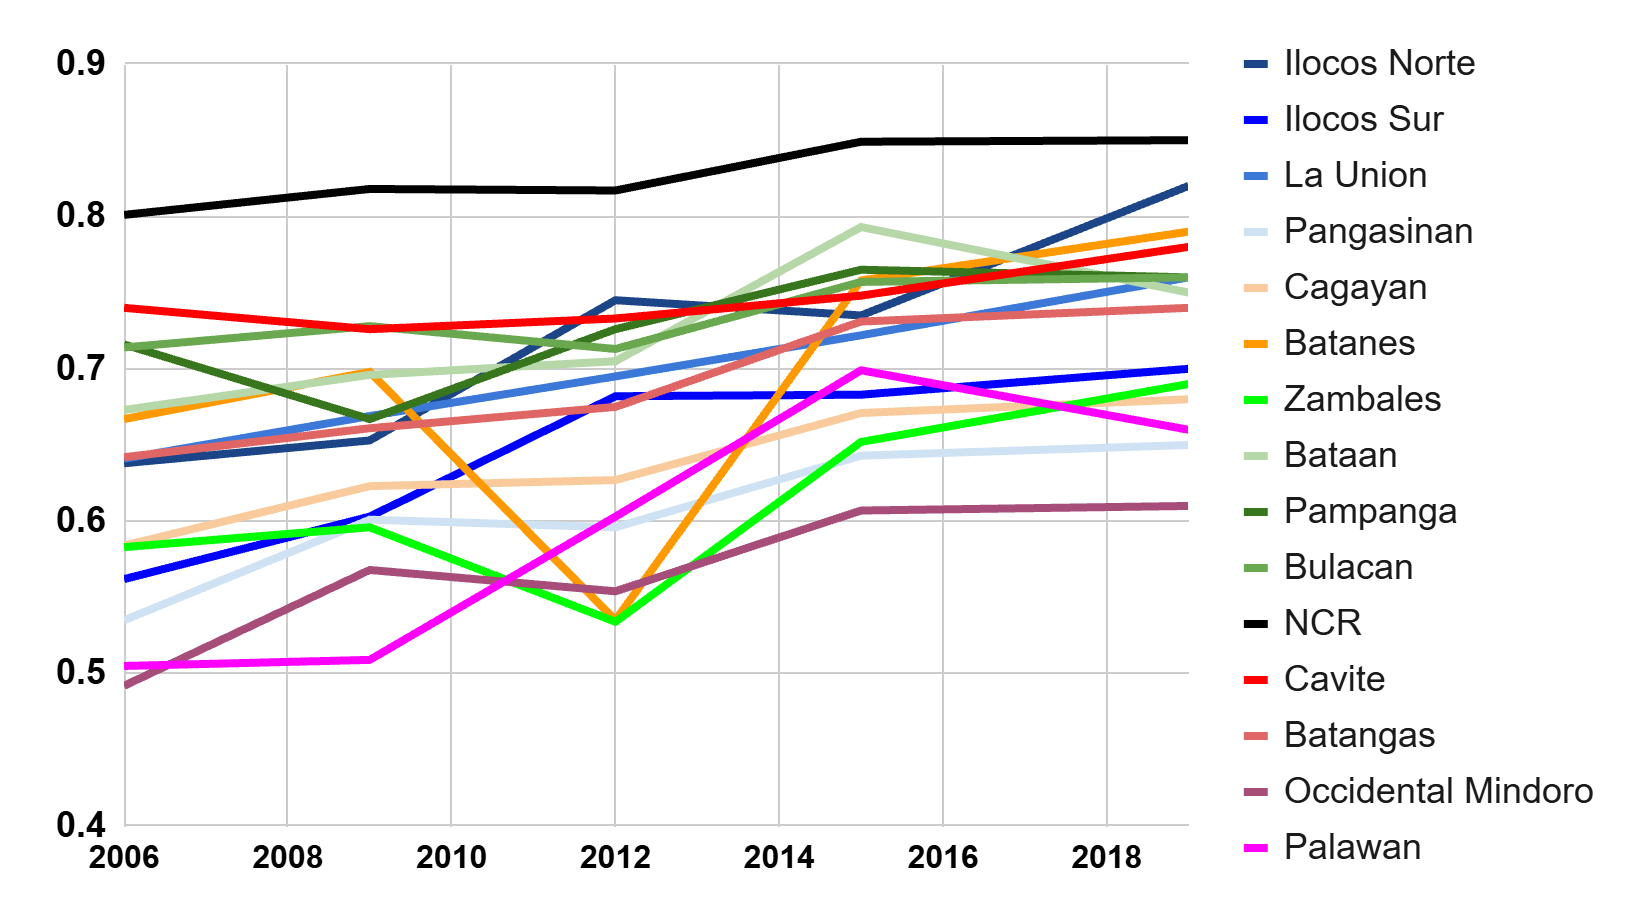 0.9
0.8
0.7
0.6
0.5
0.4
2006 2008 2010 2012 2014 2016 2018
Ilocos Norte
Ilocos Sur
La Union
Pangasinan
Cagayan
Batanes
Zambales
Bataan
Pampanga
Bulacan
NCR
Cavite
Batangas
Occidental Mindoro
Palawan